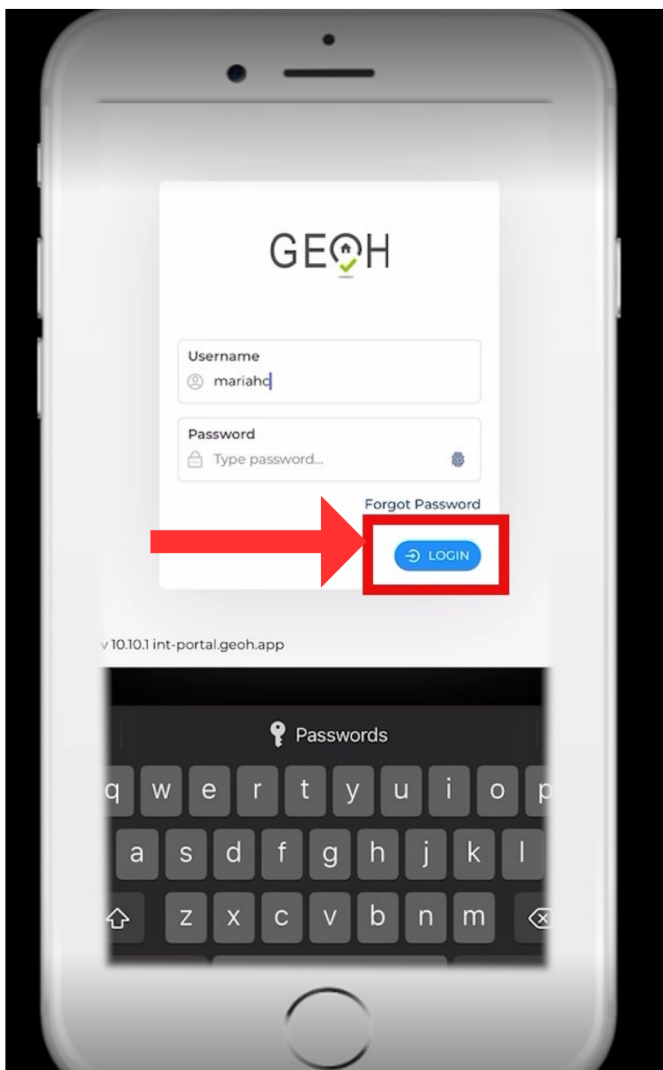 GEOH
Username
mariahc
Password
Type password...
Forgot Password
LOGIN
v 10.10.1 int-portal.geoh.app
Passwords
q w e r t y u i o p
a s d f g h j k l
z x c v b n m